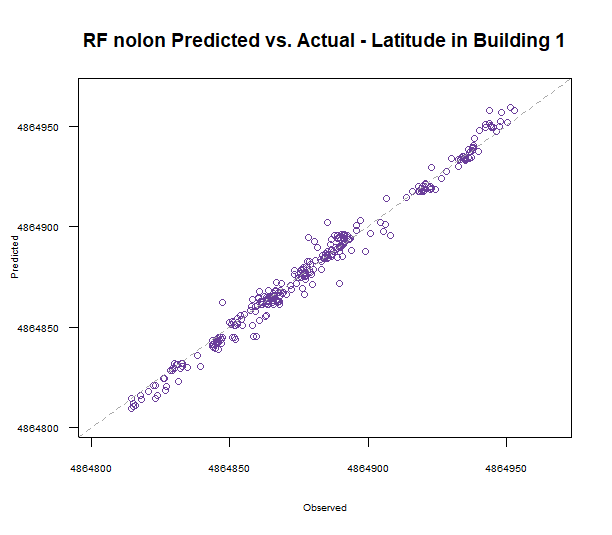 RF nolon Predicted vs. Actual - Latitude in Building 1
4864950
4864900
4864850
4864800
Predicted
4864800 4864850 4864900 4864950
Observed